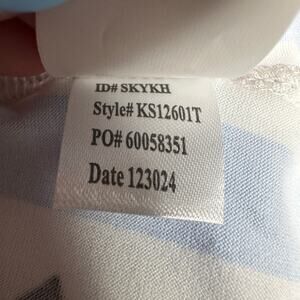 ID# SKYKH
Style# KS12601T
PO# 60058351
Date 123024